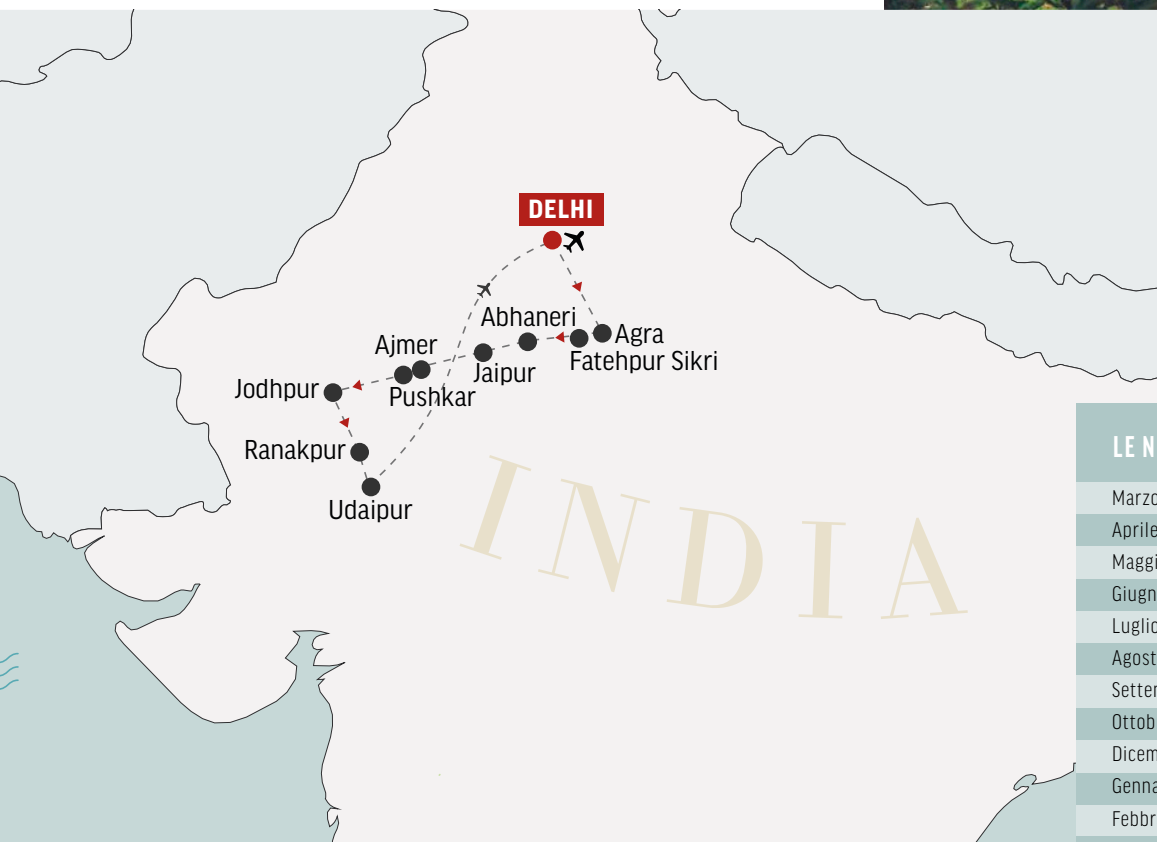 DELHI
Abhaneri
Agra
Ajmer
Fatehpur Sikri
Jaipur
Jodhpur
Pushkar
Ranakpur
Udaipur
INDIA
LE N
Marzo
Aprile
Maggi
Giugn
Luglio
Agost
Setter
Ottob
Dicem
Genna
Febbr